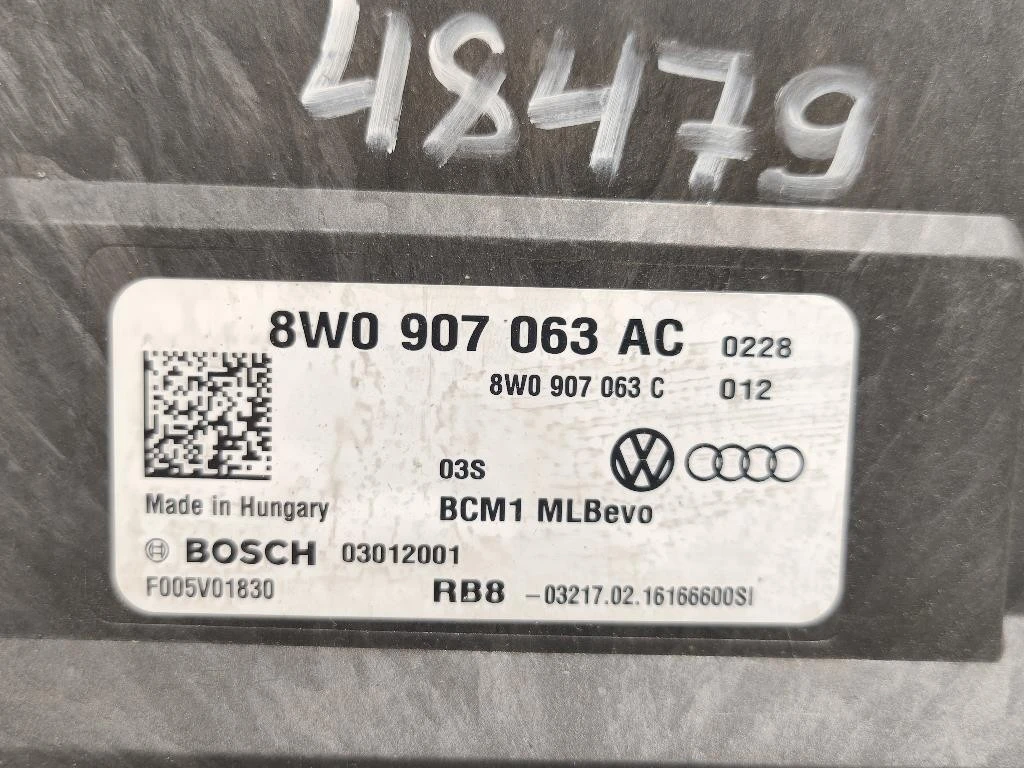 48479
8W0 907 063 AC 0228
8W0 907 063 C 012
03S
Made in Hungary BCM1 MLBevo
BOSCH 03012001
F005V01830 RB8 -03217.02.16166600SI